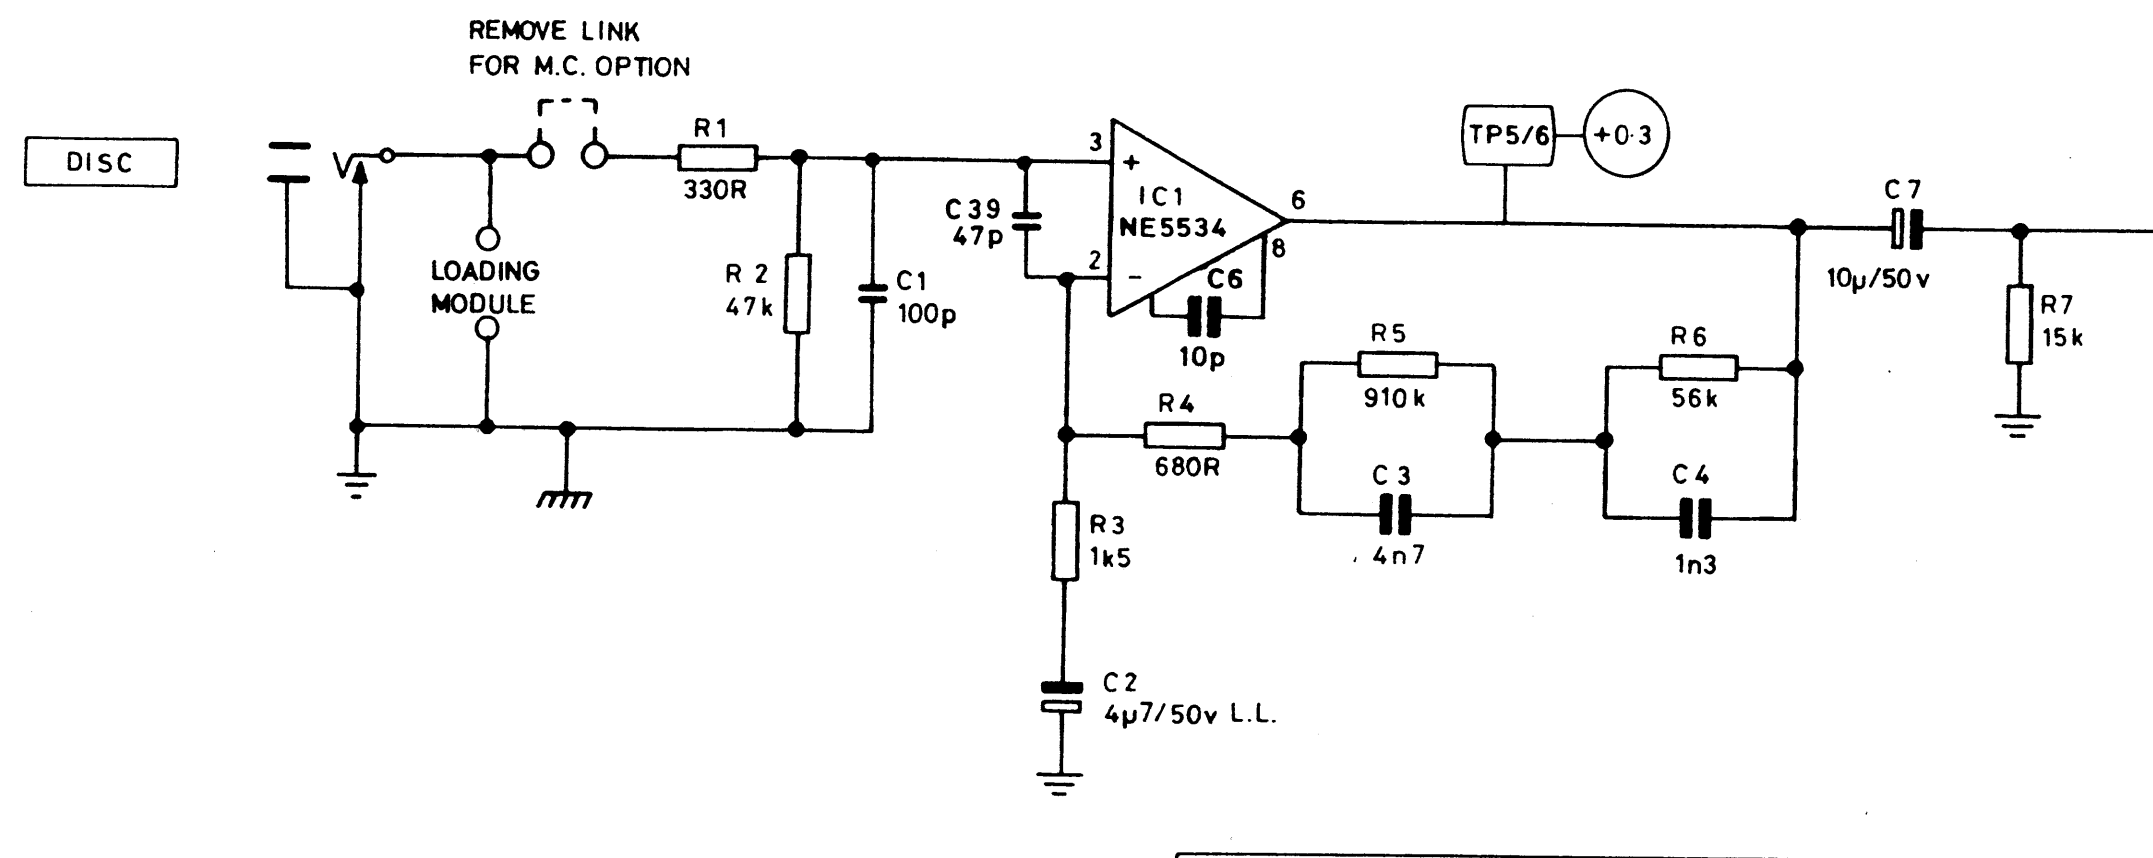 REMOVE LINK
FOR M.C. OPTION
DISC
V
R1
330R
LOADING
MODULE
R2
47k
C1
100p
C39
47p
3
+
IC1
NE5534
2
-
6
8
C6
10p
TP5/6
+0·3
C7
10µ/50v
R7
15k
R5
910k
R6
56k
R4
680R
C3
4n7
C4
1n3
R3
1k5
C2
4µ7/50v L.L.